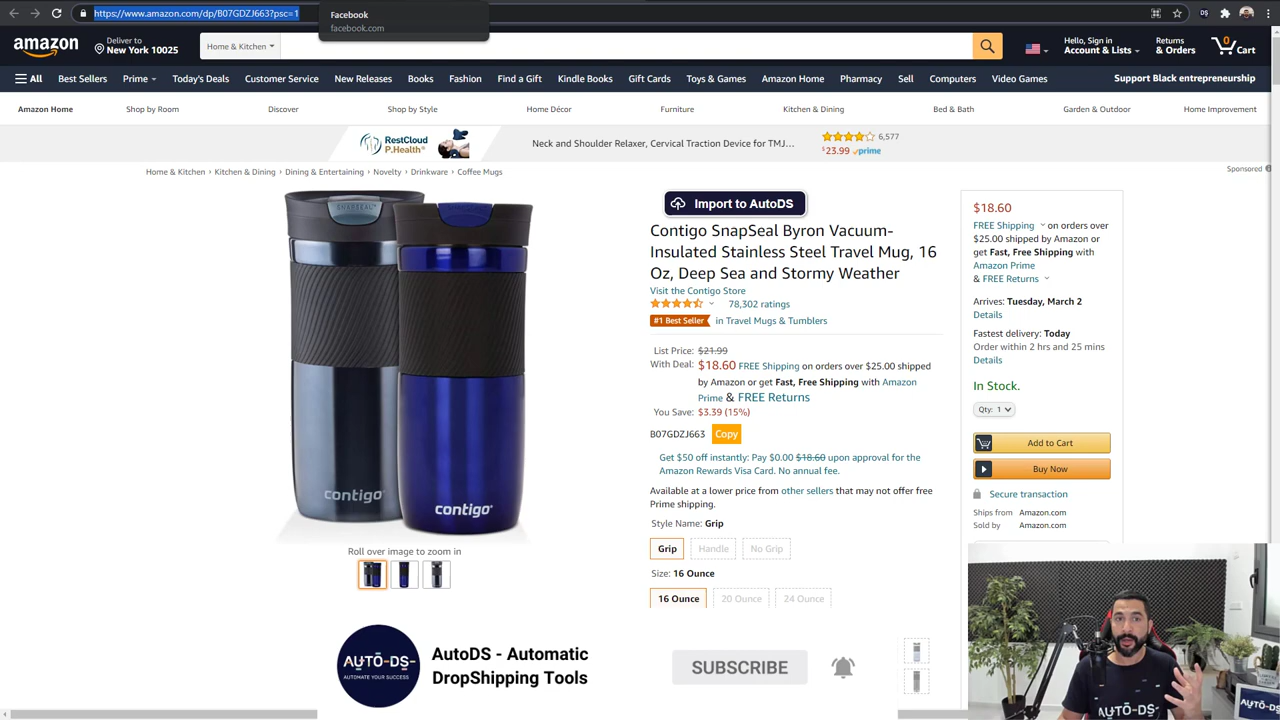 https://www.amazon.com/dp/B07GDZJ663?psc=1
Facebook
facebook.com
DS
amazon
Deliver to
New York 10025
Home & Kitchen
Hello, Sign in
Account & Lists
Returns
& Orders
0
Cart
All
Best Sellers
Prime
Today's Deals
Customer Service
New Releases
Books
Fashion
Find a Gift
Kindle Books
Gift Cards
Toys & Games
Amazon Basics
Pharmacy
Sell
Computers
Video Games
Support Black entrepreneurship
Amazon Home
Shop by Room
Discover
Shop by Style
Home Décor
Furniture
Kitchen & Dining
Bed & Bath
Garden & Outdoor
Home Improvement
RestCloud
P.Health®
Neck and Shoulder Relaxer, Cervical Traction Device for TMJ…
6,577
$23.99 prime
Home & Kitchen › Kitchen & Dining › Dining & Entertaining › Novelty › Drinkware › Coffee Mugs
Sponsored
Import to AutoDS
Contigo SnapSeal Byron Vacuum-
Insulated Stainless Steel Travel Mug, 16
Oz, Deep Sea and Stormy Weather
Visit the Contigo Store
78,302 ratings
#1 Best Seller in Travel Mugs & Tumblers
List Price: $21.99
With Deal: $18.60 FREE Shipping on orders over $25.00 shipped
by Amazon or get Fast, Free Shipping with Amazon
Prime & FREE Returns
You Save: $3.39 (15%)
B07GDZJ663 Copy
Get $50 off instantly: Pay $0.00 $18.60 upon approval for the
Amazon Rewards Visa Card. No annual fee.
Available at a lower price from other sellers that may not offer free
Prime shipping.
Style Name: Grip
Grip
Handle
No Grip
Size: 16 Ounce
16 Ounce
20 Ounce
24 Ounce
$18.60
FREE Shipping on orders over
$25.00 shipped by Amazon or
get Fast, Free Shipping with
Amazon Prime
& FREE Returns
Arrives: Tuesday, March 2
Details
Fastest delivery: Today
Order within 2 hrs and 25 mins
Details
In Stock.
Qty: 1
Add to Cart
Buy Now
Secure transaction
Ships from Amazon.com
Sold by Amazon.com
SNAPSEAL
contigo
contigo
Roll over image to zoom in
AUTO-DS-
AUTOMATE YOUR SUCCESS
AutoDS - Automatic
DropShipping Tools
SUBSCRIBE
AUTO-DS-
AUTO-DS